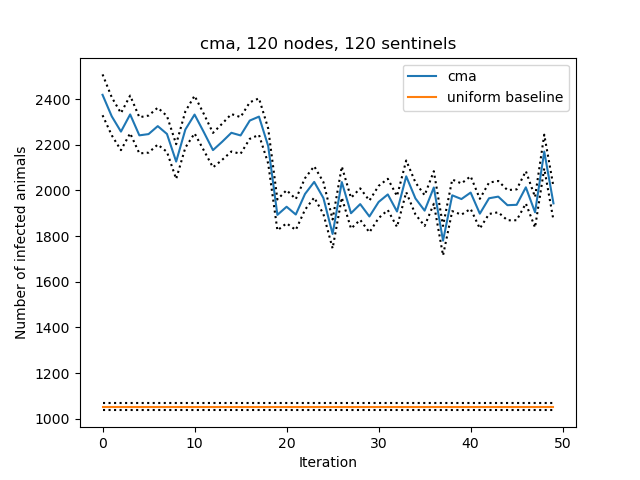 cma, 120 nodes, 120 sentinels
cma
uniform baseline
Number of infected animals
2400
2200
2000
1800
1600
1400
1200
1000
0 10 20 30 40 50
Iteration